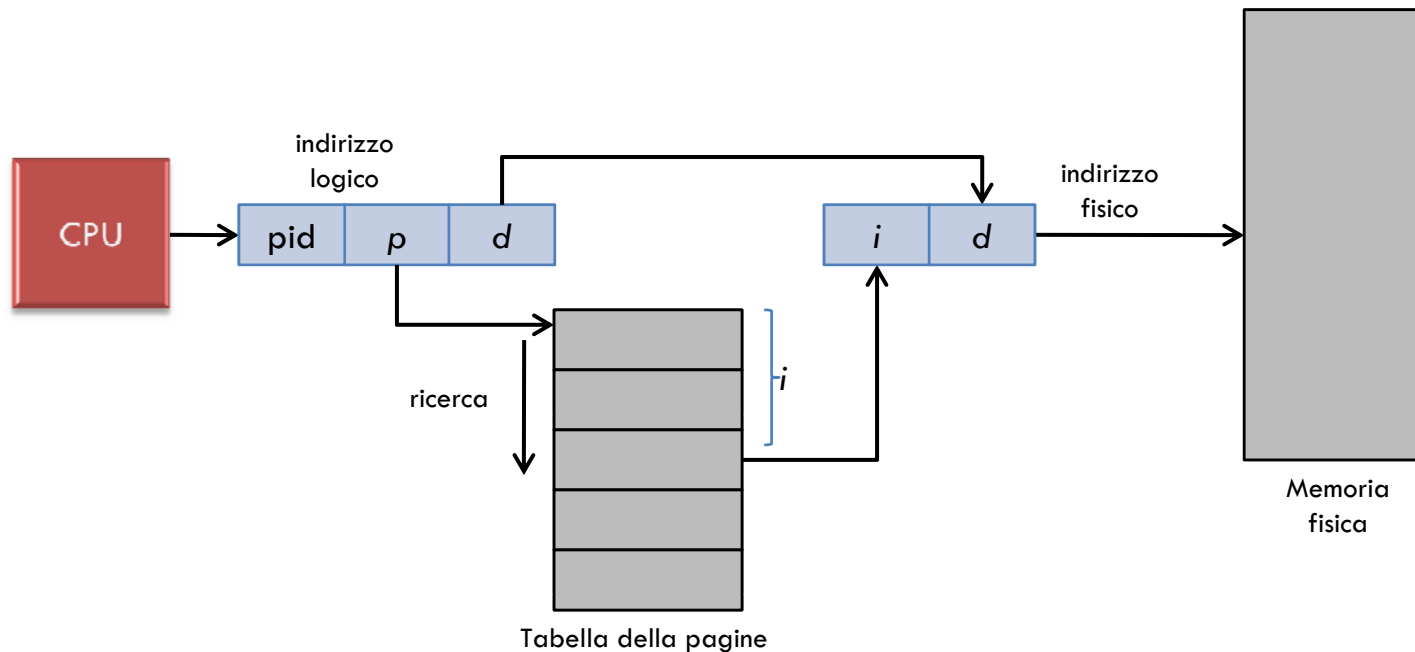 indirizzo
logico
CPU
pid
p
d
i
d
indirizzo
fisico
ricerca
i
Tabella della pagine
Memoria
fisica